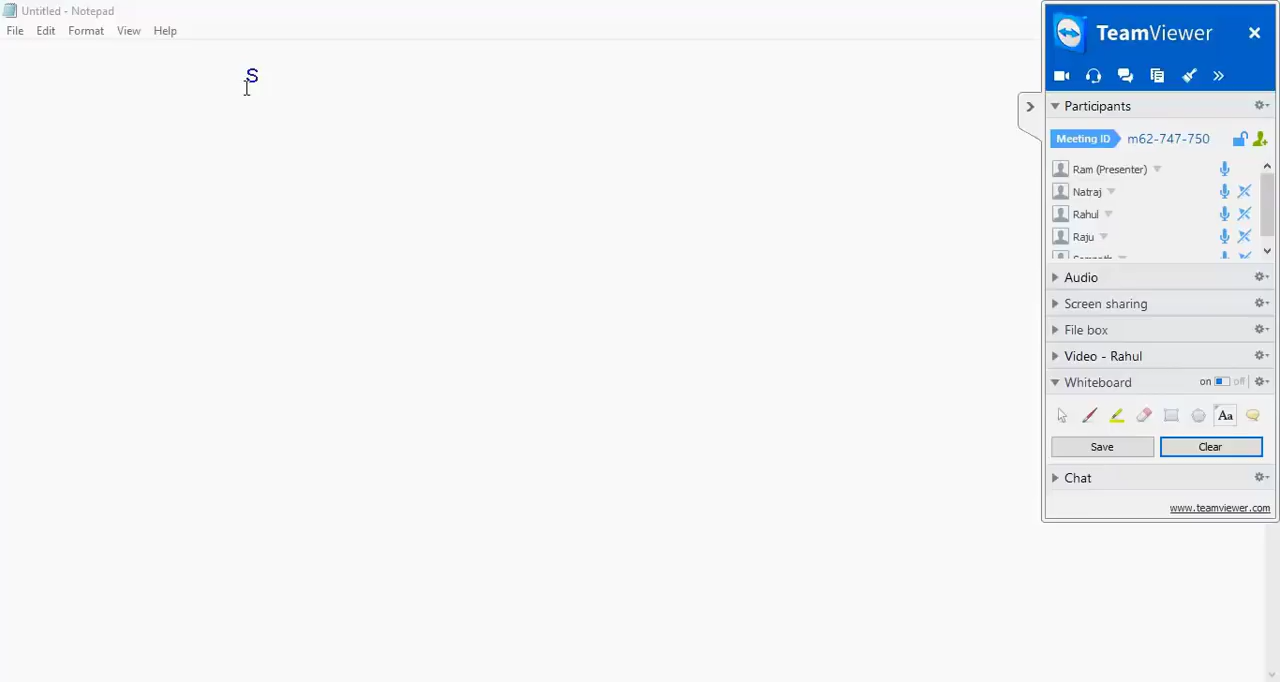 Untitled - Notepad
File Edit Format View Help
S
TeamViewer
Participants
Meeting ID m62-747-750
Ram (Presenter)
Natraj
Rahul
Raju
Audio
Screen sharing
File box
Video - Rahul
Whiteboard on off
Aa
Save Clear
Chat
www.teamviewer.com